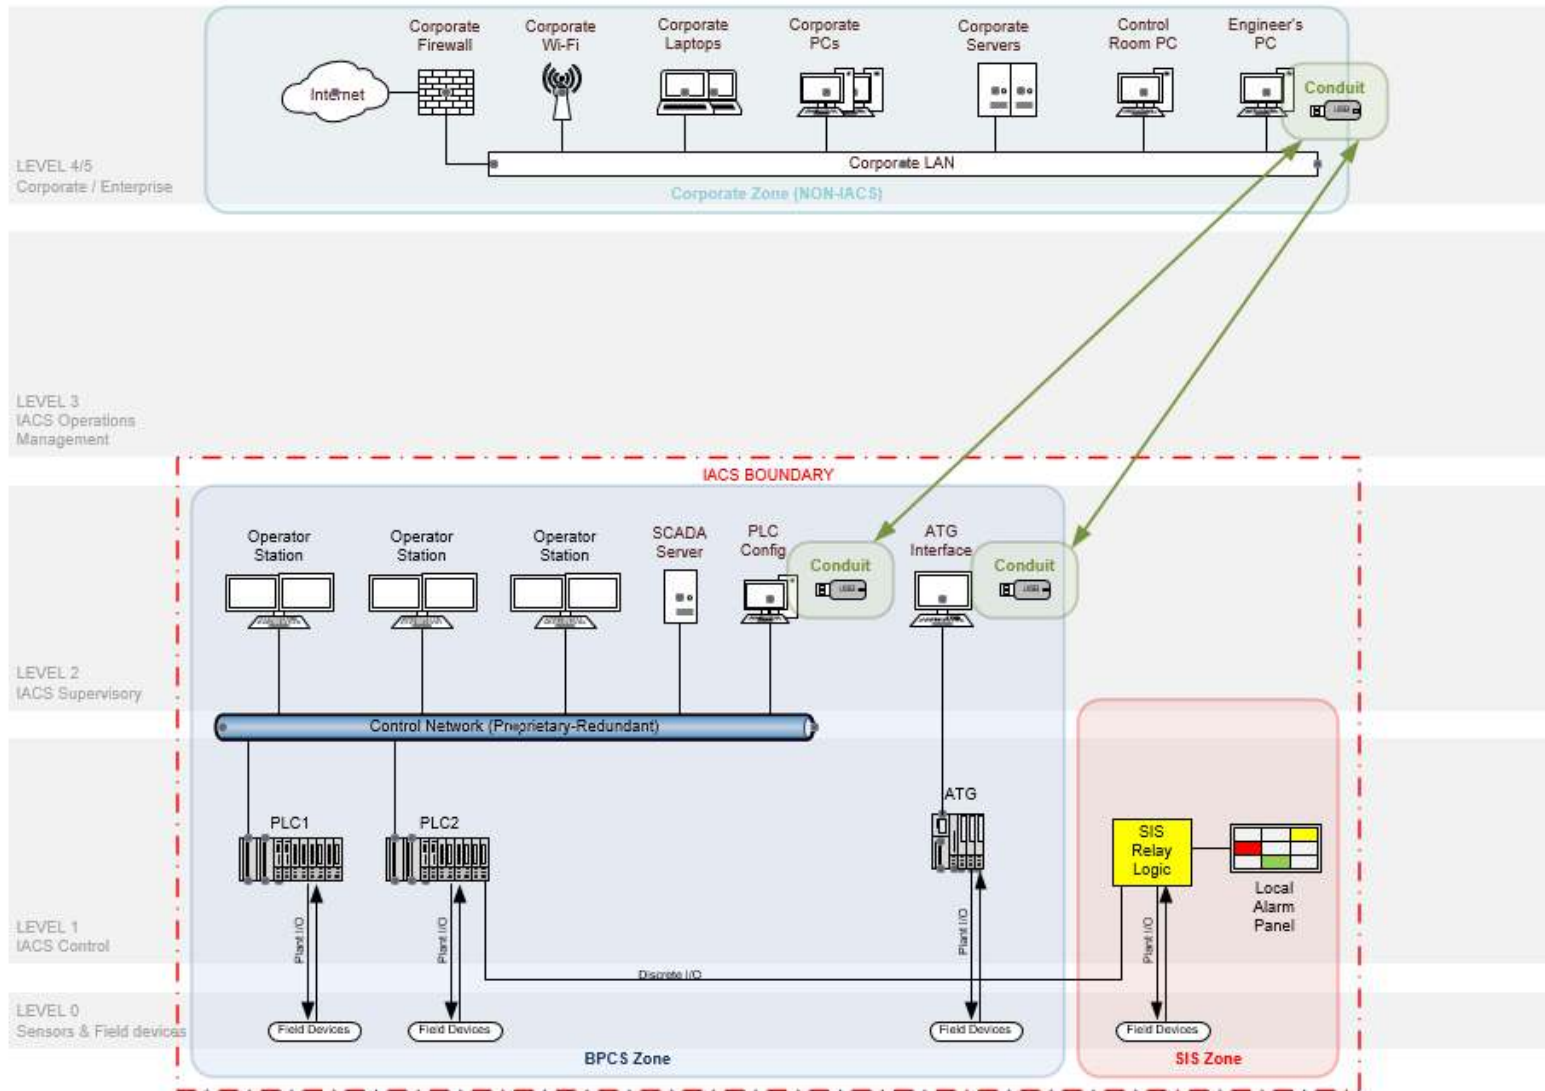 Corporate
Firewall
Corporate
Wi-Fi
Corporate
Laptops
Corporate
PCs
Corporate
Servers
Control
Room PC
Engineer's
PC
Internet
Conduit
USB
LEVEL 4/5
Corporate / Enterprise
Corporate LAN
Corporate Zone (NON-IACS)
LEVEL 3
IACS Operations
Management
IACS BOUNDARY
Operator
Station
Operator
Station
Operator
Station
SCADA
Server
PLC
Config
Conduit
USB
ATG
Interface
Conduit
USB
LEVEL 2
IACS Supervisory
Control Network (Proprietary-Redundant)
PLC1
PLC2
ATG
SIS
Relay
Logic
Local
Alarm
Panel
LEVEL 1
IACS Control
Plant I/O
Plant I/O
Plant I/O
Plant I/O
Discrete I/O
LEVEL 0
Sensors & Field devices
Field Devices
Field Devices
Field Devices
Field Devices
BPCS Zone
SIS Zone